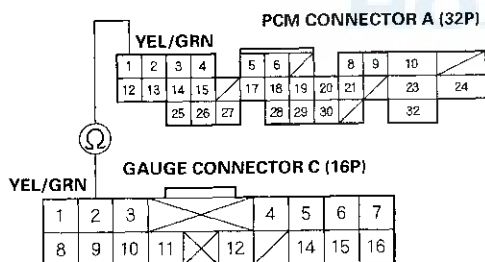 PCM CONNECTOR A (32P)
YEL/GRN
1 2 3 4 5 6 8 9 10
12 13 14 15 17 18 19 20 21 23 24
25 26 27 28 29 30 32
Ω
GAUGE CONNECTOR C (16P)
YEL/GRN
1 2 3 4 5 6 7
8 9 10 11 12 14 15 16